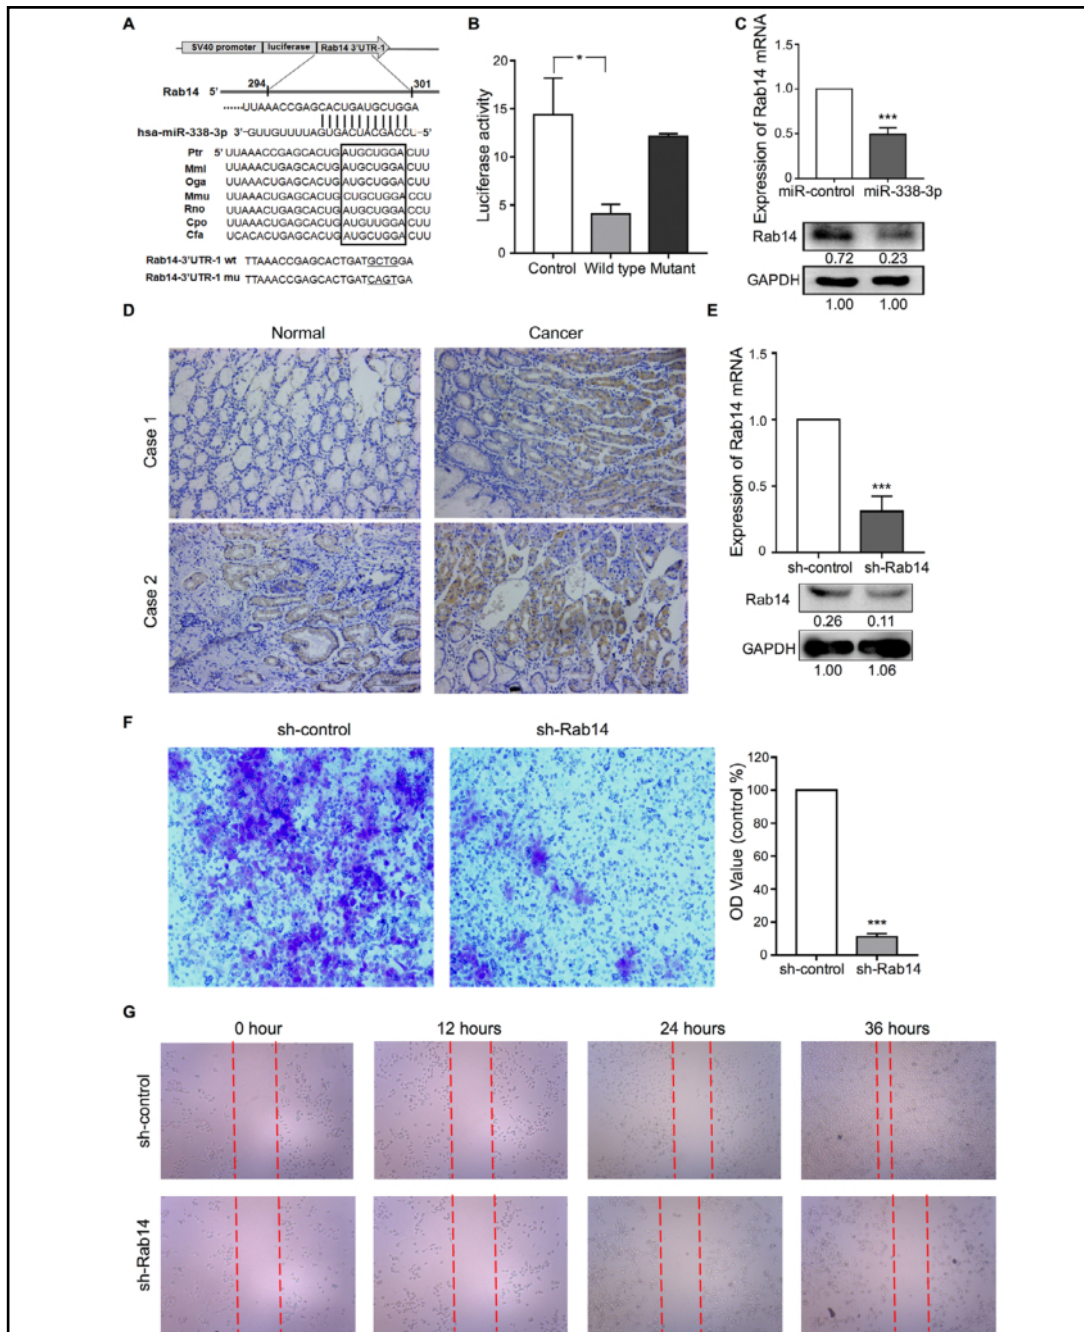 A
SV40 promoter luciferase Rab14 3'UTR-1
294 301
Rab14 5'
······UUAAACCGAGCACUGAUGCUGGA
hsa-miR-338-3p 3'-GUUGUUUUAGUGACUACGACCU-5'
Ptr 5' UUAAACCGAGCACUGAUGCUGGACUU
Mml UUAAACUGAGCACUGAUGCUGGACUU
Oga UUAAACUGAGCACUGAUGCUGGACUU
Mmu UUAAACUGAGCACUGCUGCUGGACUU
Rno UUAAACUGAGCACUGAUGCUGGACCU
Cpo UUAAACUGAGCACUGAUGUUGGACUU
Cfa UCACACUGAGCACUGAUGCUGGACUU
Rab14-3'UTR-1 wt TTAAACCGAGCACTGATGCTGGA
Rab14-3'UTR-1 mu TTAAACCGAGCACTGATCAGTGA
B
Luciferase activity
20
15
10
5
0
*
Control Wild type Mutant
C
Expression of Rab14 mRNA
1.5
1.0
0.5
0
***
miR-control miR-338-3p
Rab14
0.72 0.23
GAPDH
1.00 1.00
D
Normal Cancer
Case 1
Case 2
E
Expression of Rab14 mRNA
1.5
1.0
0.5
0
***
sh-control sh-Rab14
Rab14
0.26 0.11
GAPDH
1.00 1.06
F
sh-control sh-Rab14
OD Value (control %)
120
100
80
60
40
20
0
***
sh-control sh-Rab14
G
0 hour 12 hours 24 hours 36 hours
sh-control
sh-Rab14